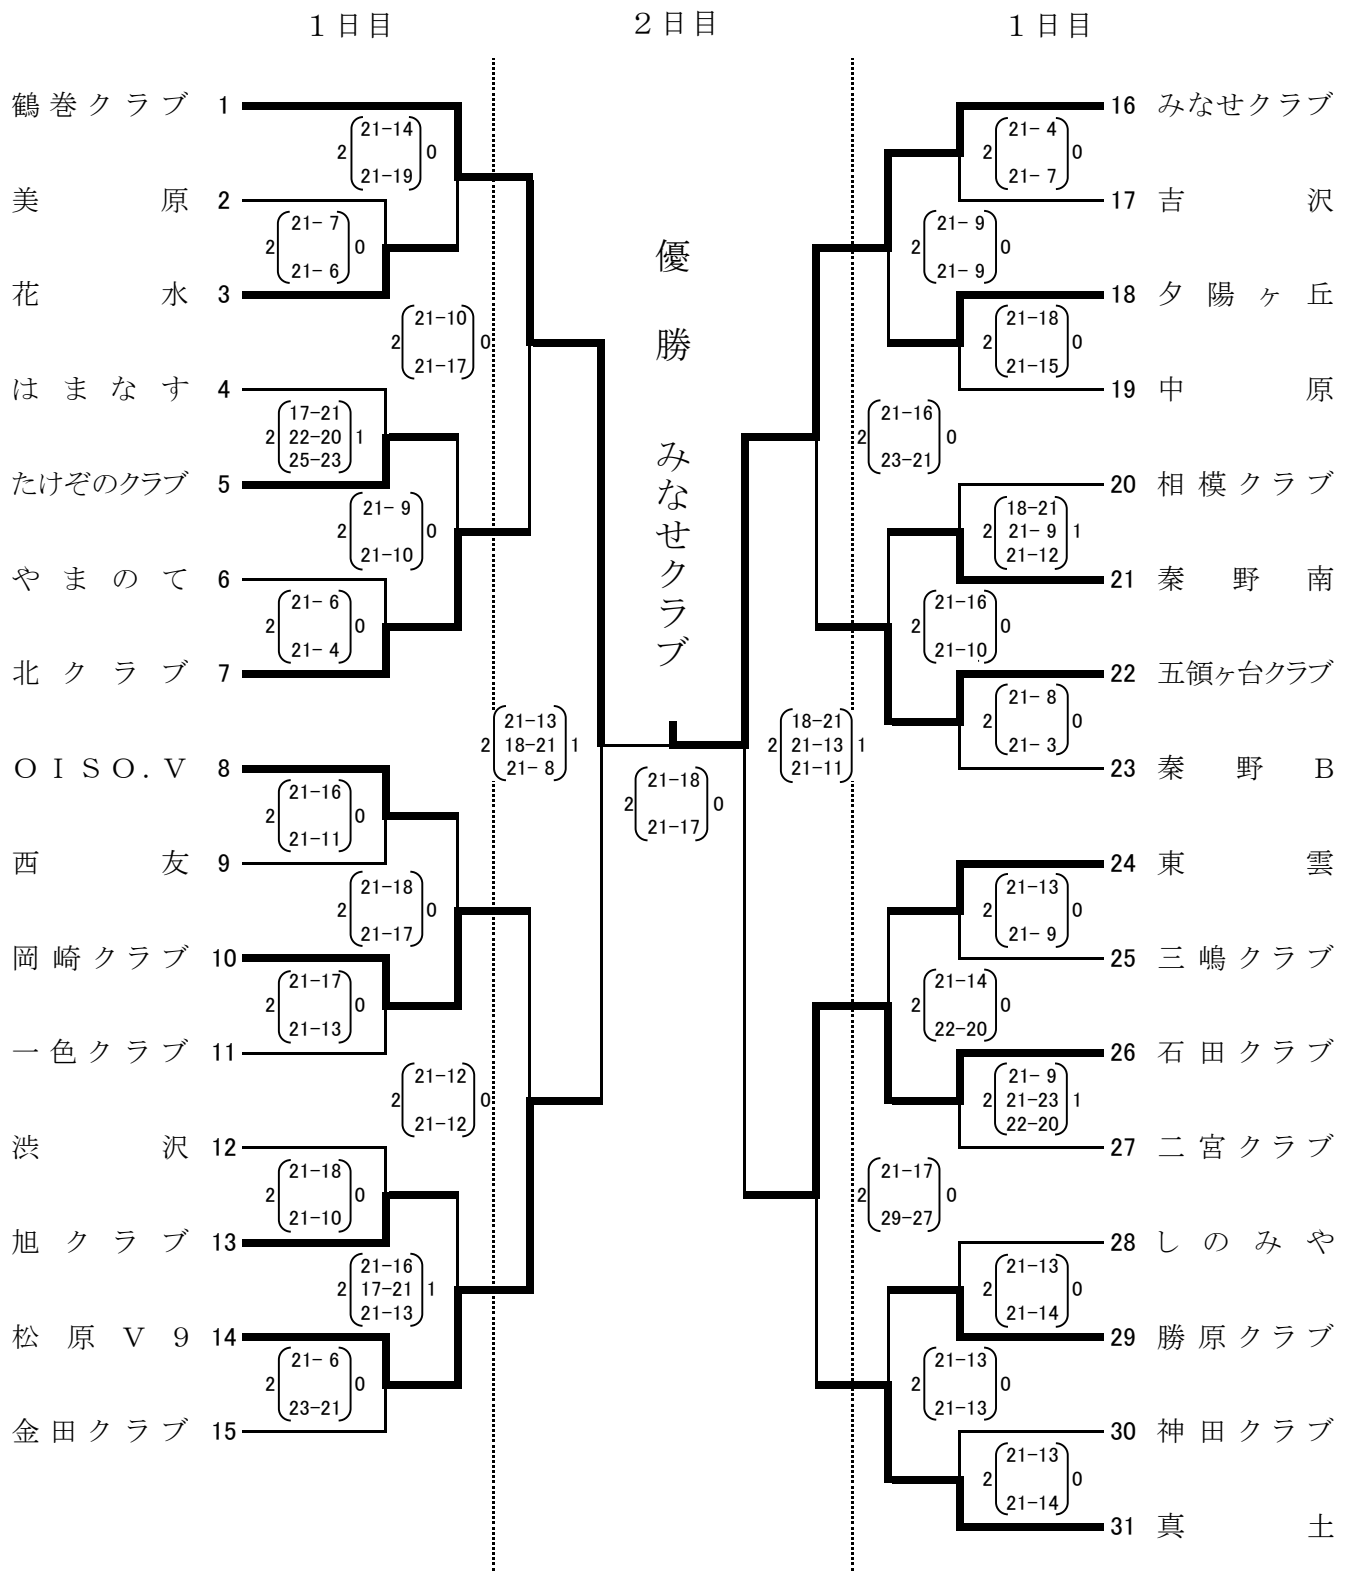 １日目 ２日目 １日目
鶴巻クラブ 1
2 21-14 0
21-19
美原 2
2 21- 7 0
21- 6
花水 3
2 21-10 0
21-17
はまなす 4
17-21
2 22-20 1
25-23
たけぞのクラブ 5
2 21- 9 0
21-10
やまのて 6
2 21- 6 0
21- 4
北クラブ 7
21-13
2 18-21 1
21- 8
ＯＩＳＯ．Ｖ 8
2 21-16 0
21-11
西友 9
2 21-18 0
21-17
岡崎クラブ 10
2 21-17 0
21-13
一色クラブ 11
2 21-12 0
21-12
渋沢 12
2 21-18 0
21-10
旭クラブ 13
21-16
2 17-21 1
21-13
松原Ｖ９ 14
2 21- 6 0
23-21
金田クラブ 15
優勝 みなせクラブ
2 21-18 0
21-17
16 みなせクラブ
2 21- 4 0
21- 7
17 吉沢
2 21- 9 0
21- 9
18 夕陽ヶ丘
2 21-18 0
21-15
19 中原
2 21-16 0
23-21
20 相模クラブ
18-21
2 21- 9 1
21-12
21 秦野南
2 21-16 0
21-10
22 五領ヶ台クラブ
2 21- 8 0
21- 3
23 秦野Ｂ
18-21
2 21-13 1
21-11
24 東雲
2 21-13 0
21- 9
25 三嶋クラブ
2 21-14 0
22-20
26 石田クラブ
21- 9
2 21-23 1
22-20
27 二宮クラブ
2 21-17 0
29-27
28 しのみや
2 21-13 0
21-14
29 勝原クラブ
2 21-13 0
21-13
30 神田クラブ
2 21-13 0
21-14
31 真土